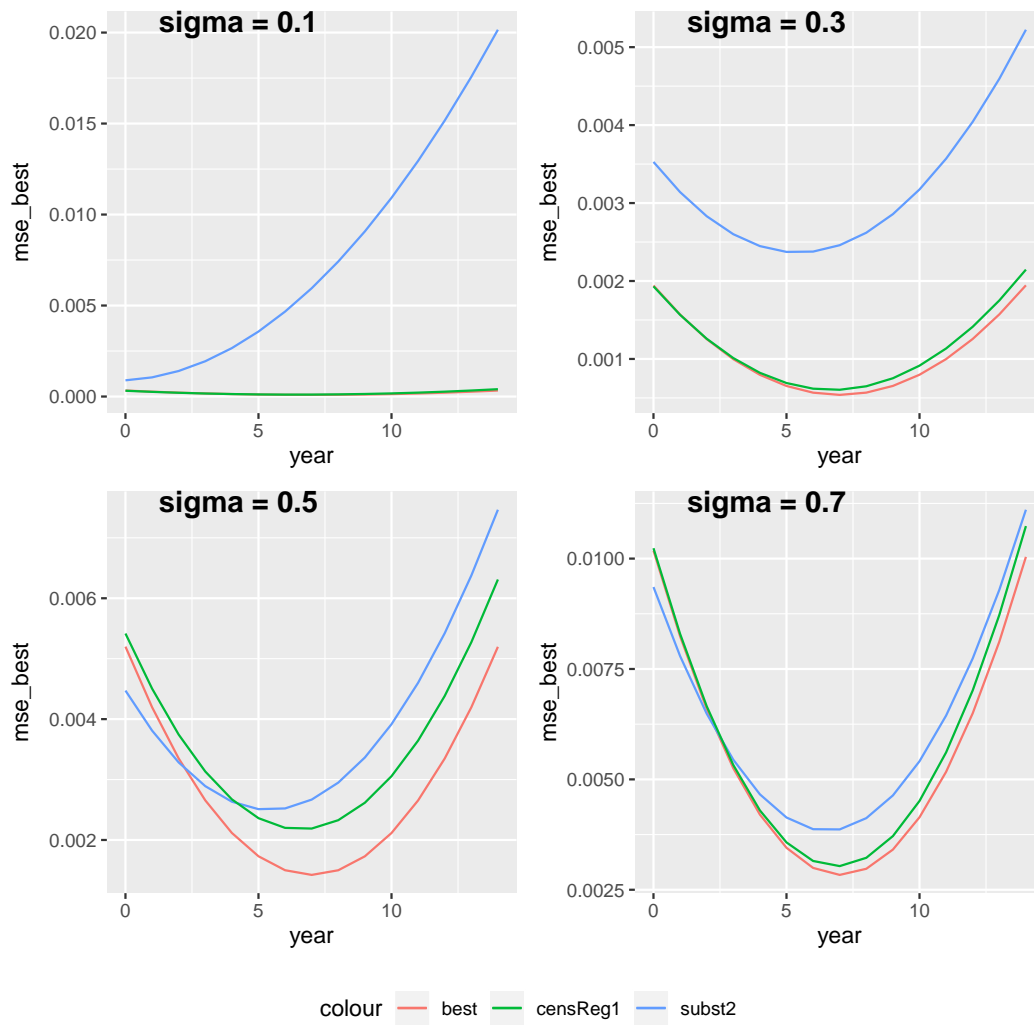 sigma = 0.1
mse_best
0.020
0.015
0.010
0.005
0.000
0 5 10
year
sigma = 0.3
mse_best
0.005
0.004
0.003
0.002
0.001
0 5 10
year
sigma = 0.5
mse_best
0.006
0.004
0.002
0 5 10
year
sigma = 0.7
mse_best
0.0100
0.0075
0.0050
0.0025
0 5 10
year
colour best censReg1 subst2